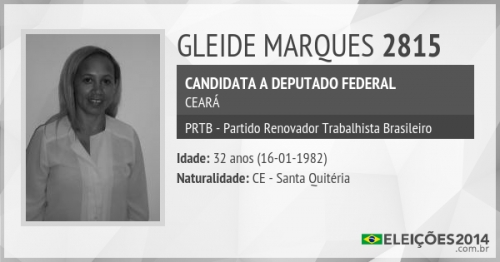 GLEIDE MARQUES 2815
CANDIDATA A DEPUTADO FEDERAL
CEARÁ
PRTB - Partido Renovador Trabalhista Brasileiro
Idade: 32 anos (16-01-1982)
Naturalidade: CE - Santa Quitéria
ELEIÇÕES2014
.com.br